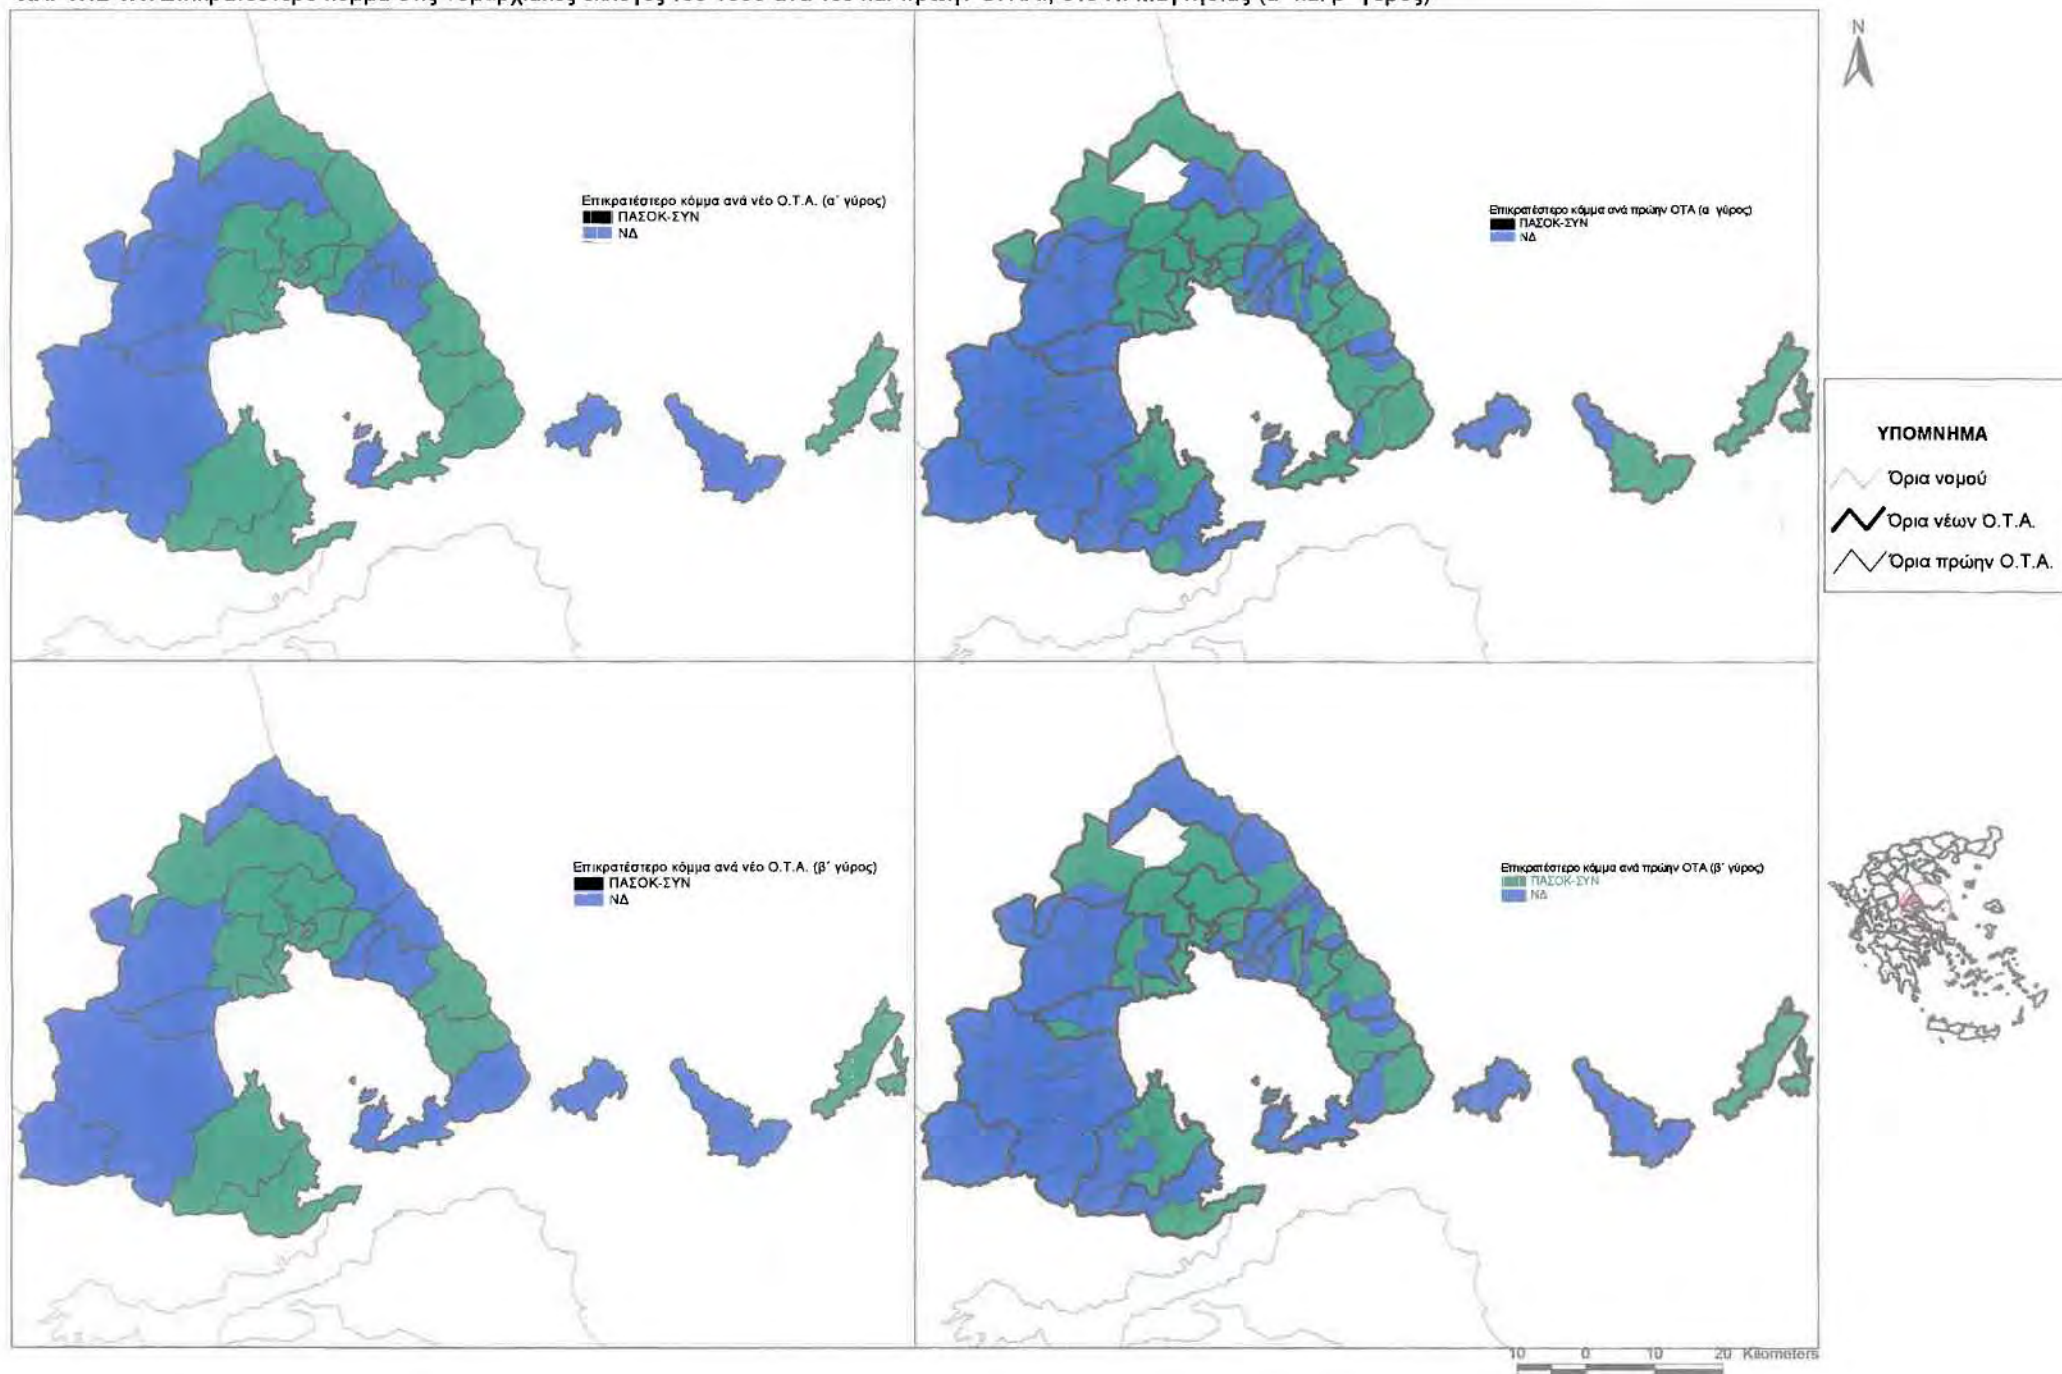 Επικρατέστερο κόμμα ανά νέο Ο.Τ.Α. (α΄ γύρος)
ΠΑΣΟΚ-ΣΥΝ
ΝΔ
Επικρατέστερο κόμμα ανά πρώην ΟΤΑ (α γύρος)
ΠΑΣΟΚ-ΣΥΝ
ΝΔ
N
ΥΠΟΜΝΗΜΑ
Όρια νομού
Όρια νέων Ο.Τ.Α.
Όρια πρώην Ο.Τ.Α.
Επικρατέστερο κόμμα ανά νέο Ο.Τ.Α. (β΄ γύρος)
ΠΑΣΟΚ-ΣΥΝ
ΝΔ
Επικρατέστερο κόμμα ανά πρώην ΟΤΑ (β΄ γύρος)
ΠΑΣΟΚ-ΣΥΝ
ΝΔ
10 0 10 20 Kilometers